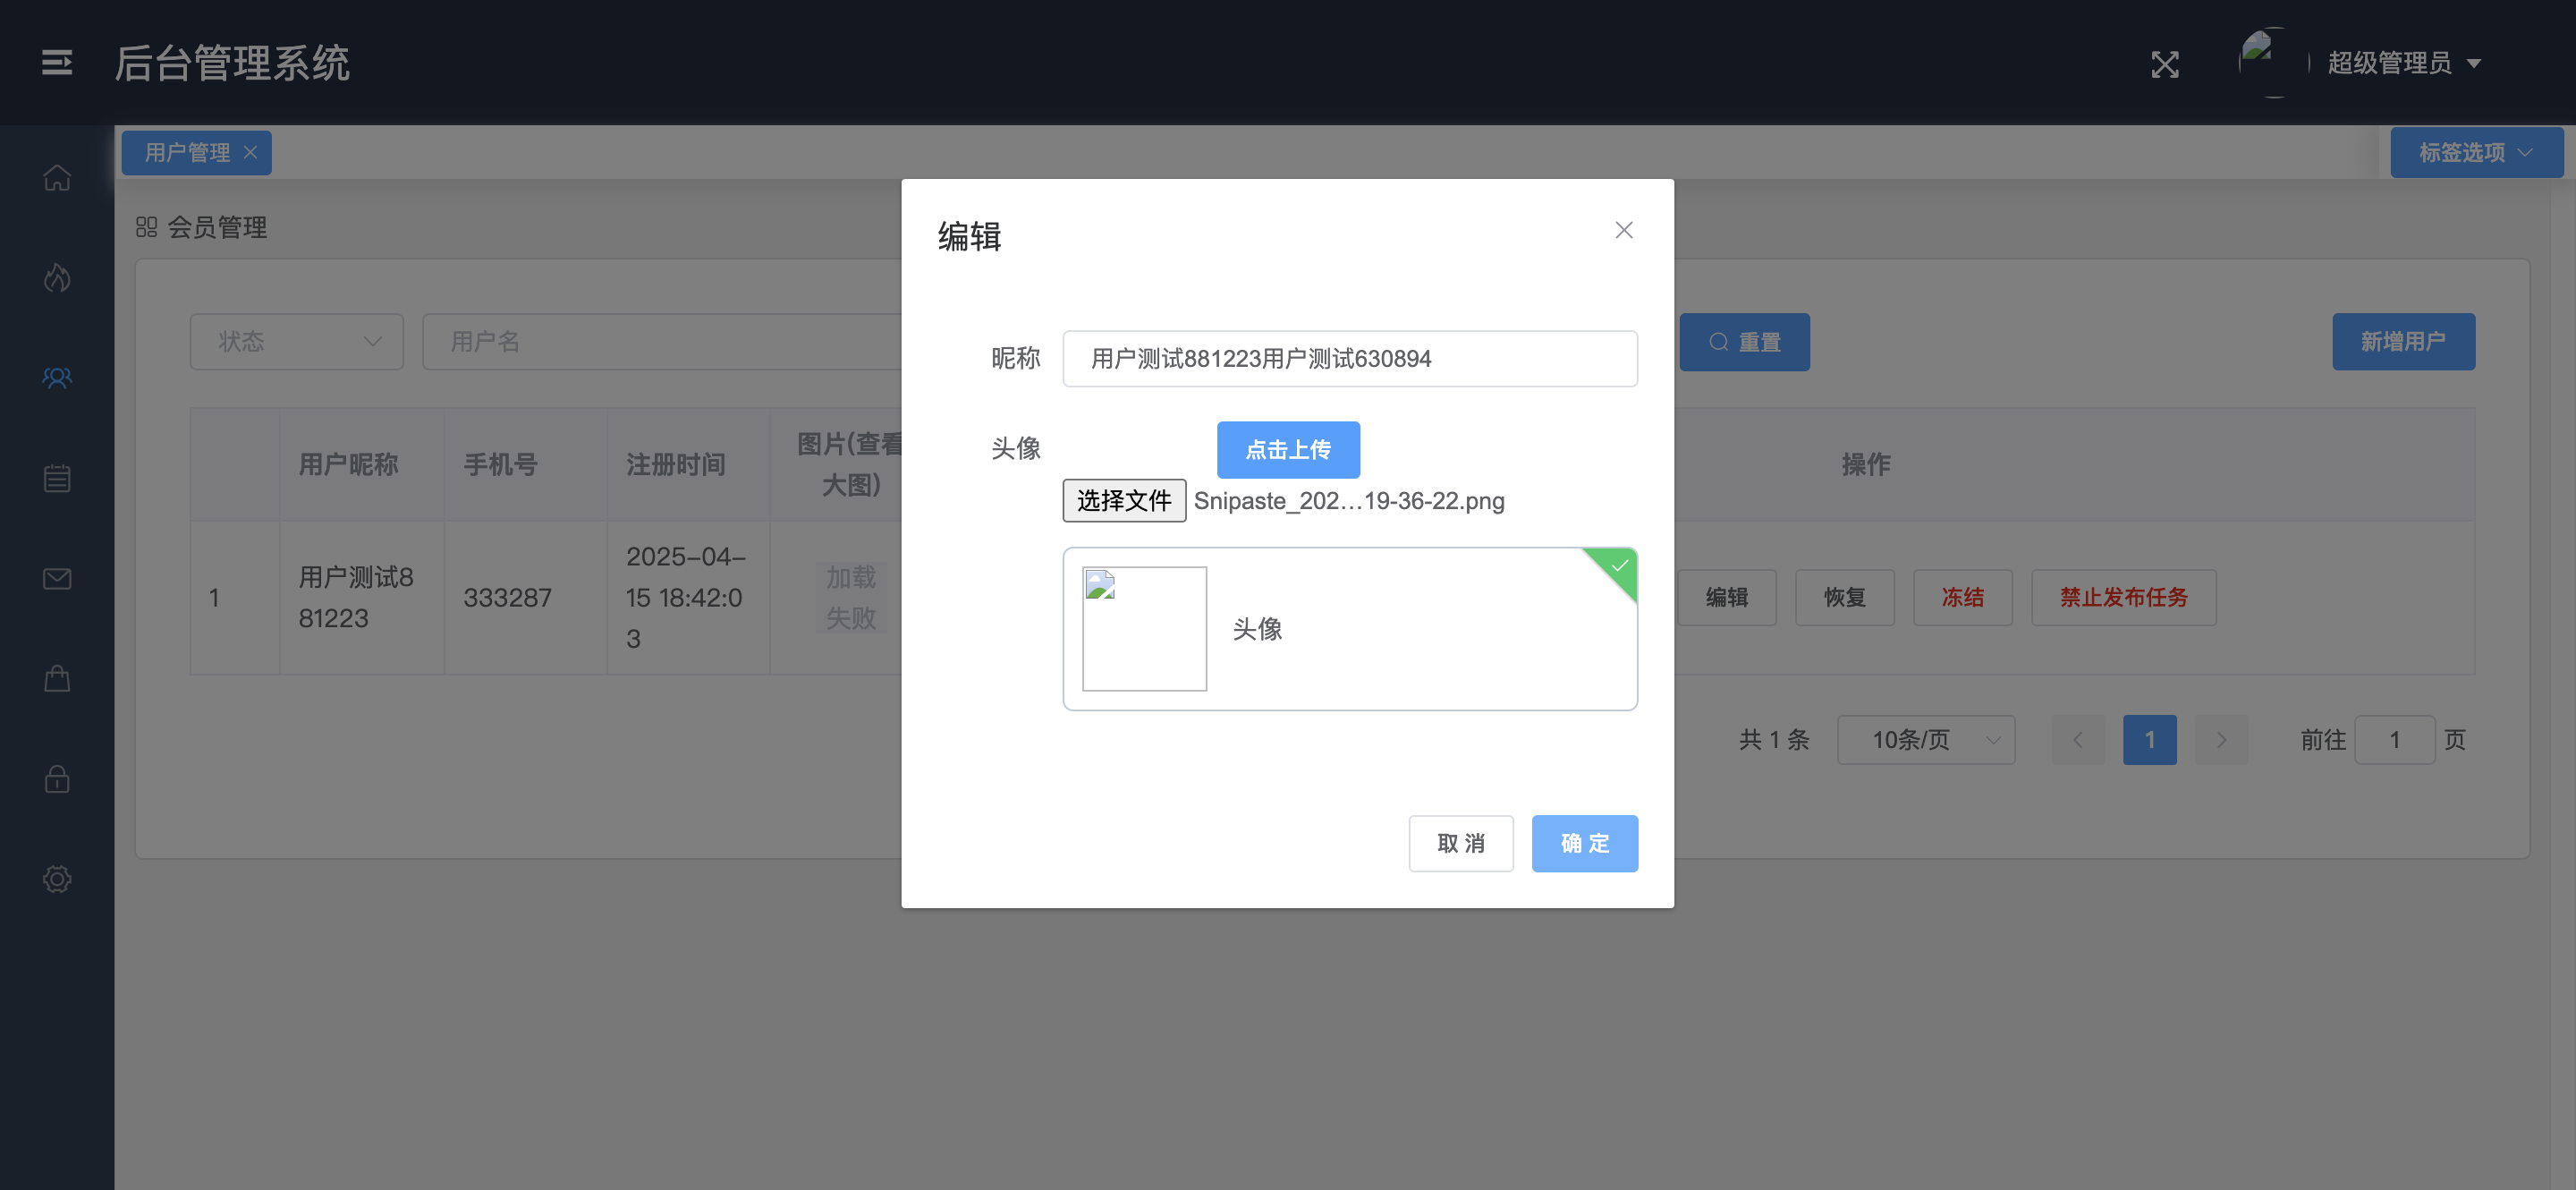 后台管理系统
超级管理员
用户管理
标签选项
会员管理
状态
用户名
重置
新增用户
用户昵称
手机号
注册时间
图片(查看
大图)
操作
1
用户测试8
81223
333287
2025-04-
15 18:42:0
3
加载
失败
编辑
恢复
冻结
禁止发布任务
共 1 条
10条/页
1
前往
1
页
编辑
昵称
用户测试881223用户测试630894
头像
点击上传
选择文件 Snipaste_202…19-36-22.png
头像
取 消
确 定